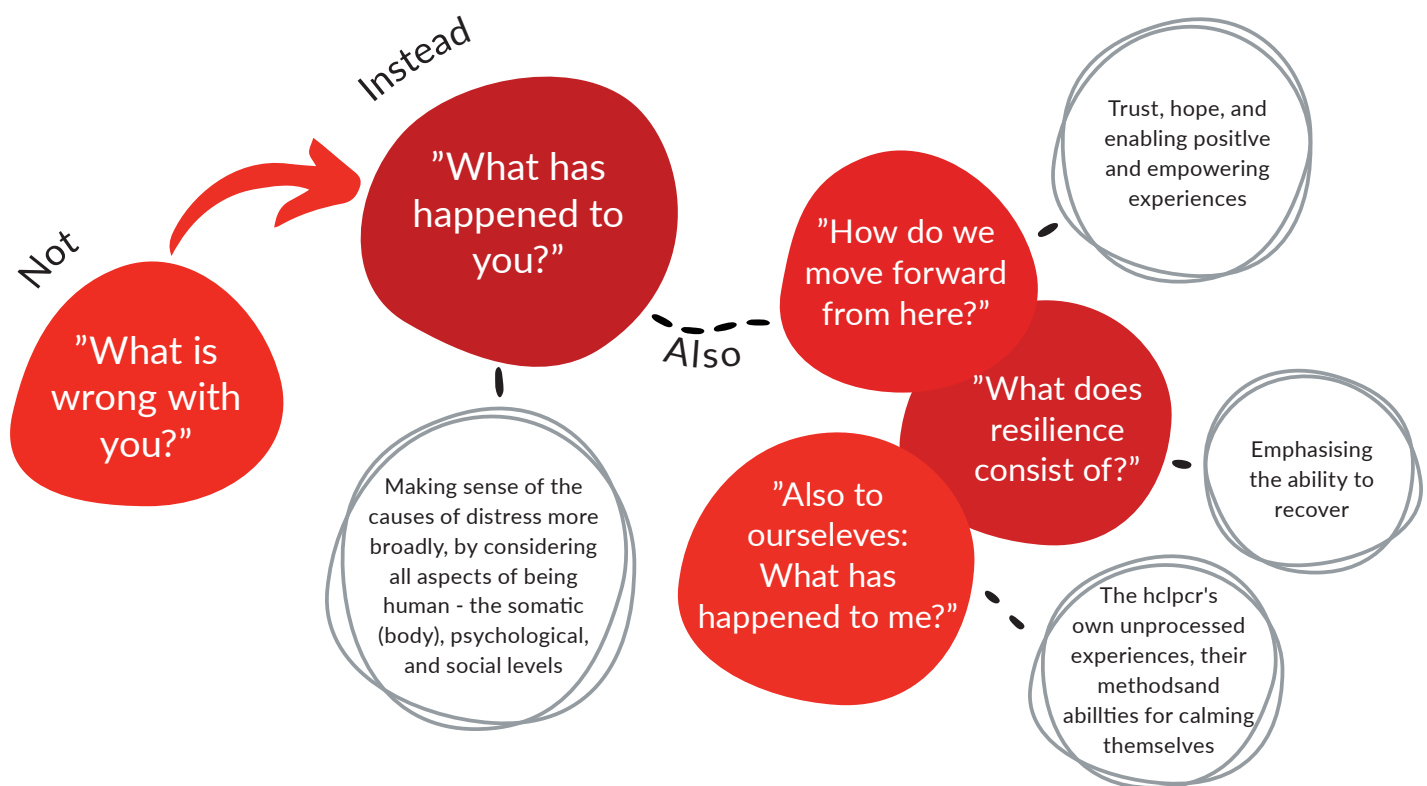 Not
”What is
wrong with
you?”
Instead
”What has
happened to
you?”
Making sense of the
causes of distress more
broadly, by considering
all aspects of being
human - the somatic
(body), psychological,
and social levels
Also
”How do we
move forward
from here?”
Trust, hope, and
enabling positlve
and empowering
experiences
”What does
resilience
consist of?”
Emphasising
the ability to
recover
”Also to
ourseleves:
What has
happened to me?”
The hclpcr's
own unprocessed
experiences, their
methodsand
abillties for calming
themselves